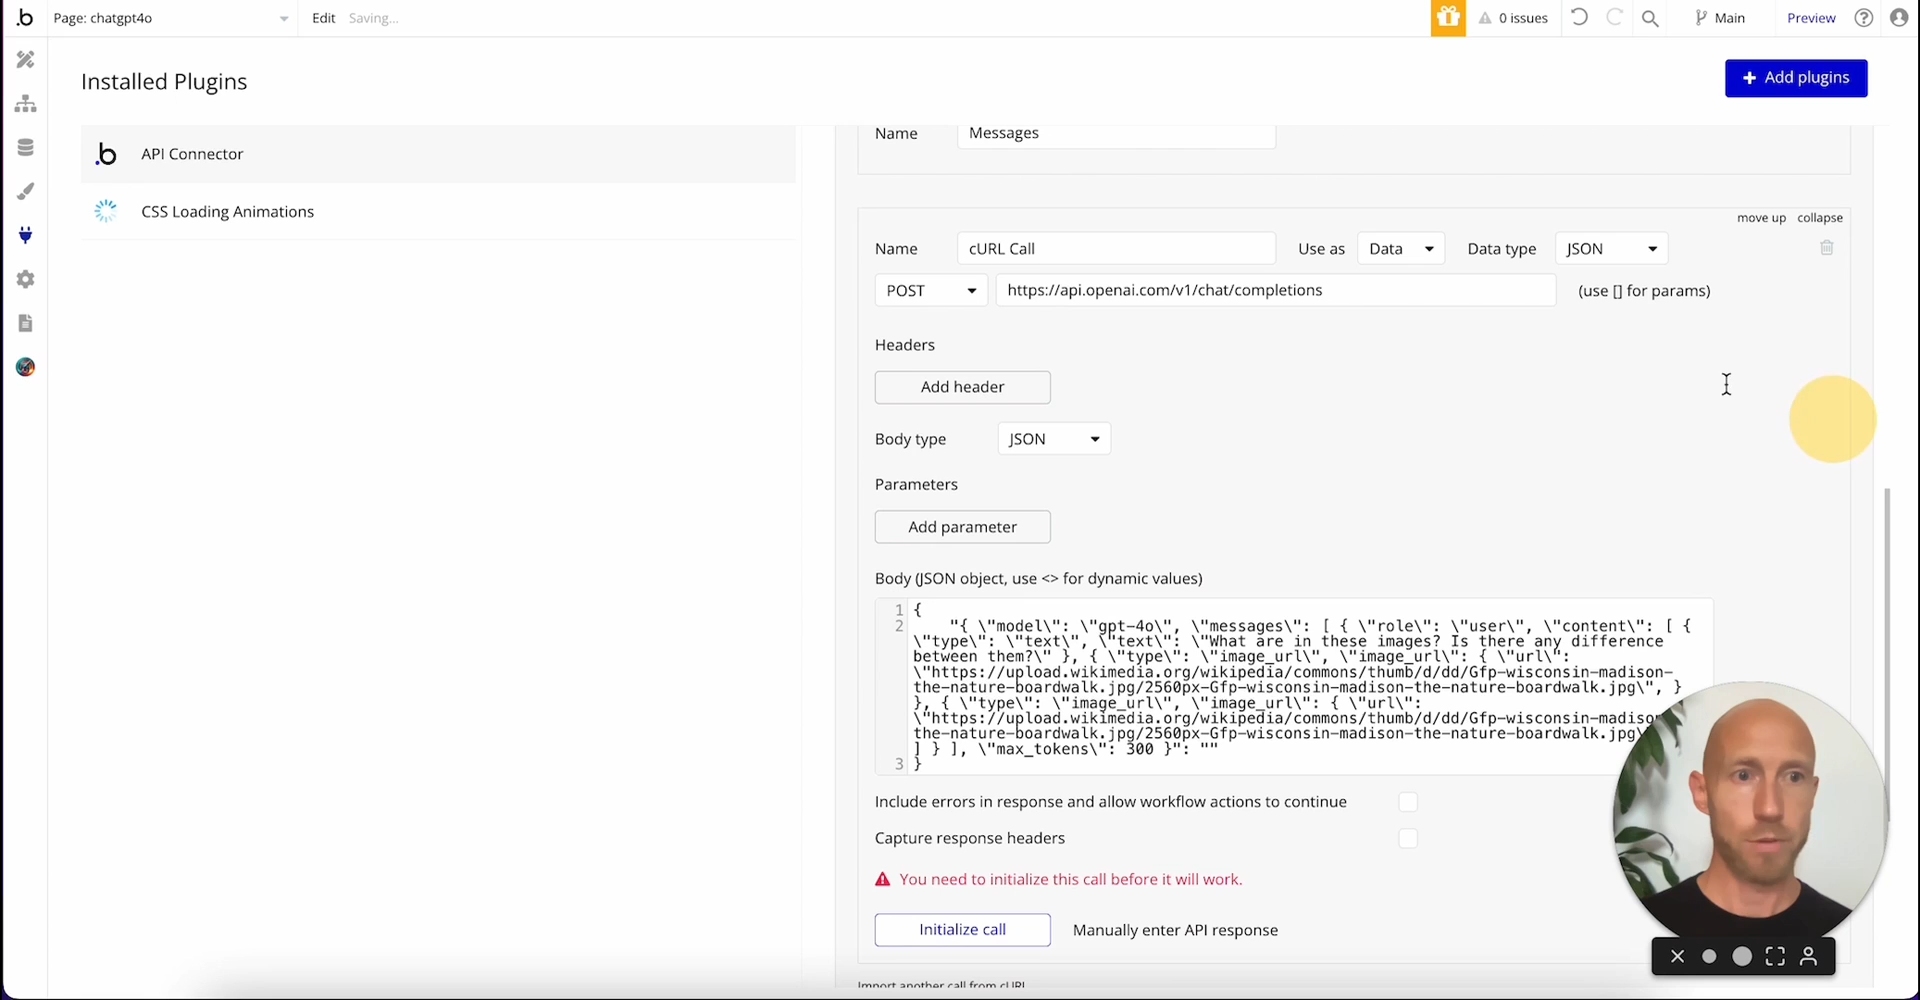 .b Page: chatgpt4o Edit Saving... 0 issues Main Preview
Installed Plugins
+ Add plugins
.b API Connector
CSS Loading Animations
Name Messages
move up collapse
Name cURL Call Use as Data Data type JSON
POST https://api.openai.com/v1/chat/completions (use [] for params)
Headers
Add header
Body type JSON
Parameters
Add parameter
Body (JSON object, use <> for dynamic values)
1 {
2 "{ \"model\": \"gpt-4o\", \"messages\": [ { \"role\": \"user\", \"content\": [ {
\"type\": \"text\", \"text\": \"What are in these images? Is there any difference
between them?\" }, { \"type\": \"image_url\", \"image_url\": { \"url\":
\"https://upload.wikimedia.org/wikipedia/commons/thumb/d/dd/Gfp-wisconsin-madison-
the-nature-boardwalk.jpg/2560px-Gfp-wisconsin-madison-the-nature-boardwalk.jpg\", }
}, { \"type\": \"image_url\", \"image_url\": { \"url\":
\"https://upload.wikimedia.org/wikipedia/commons/thumb/d/dd/Gfp-wisconsin-madiso
the-nature-boardwalk.jpg/2560px-Gfp-wisconsin-madison-the-nature-boardwalk.jpg\
] } ], \"max_tokens\": 300 }": ""
3 }
Include errors in response and allow workflow actions to continue
Capture response headers
You need to initialize this call before it will work.
Initialize call Manually enter API response
Import another call from cURL